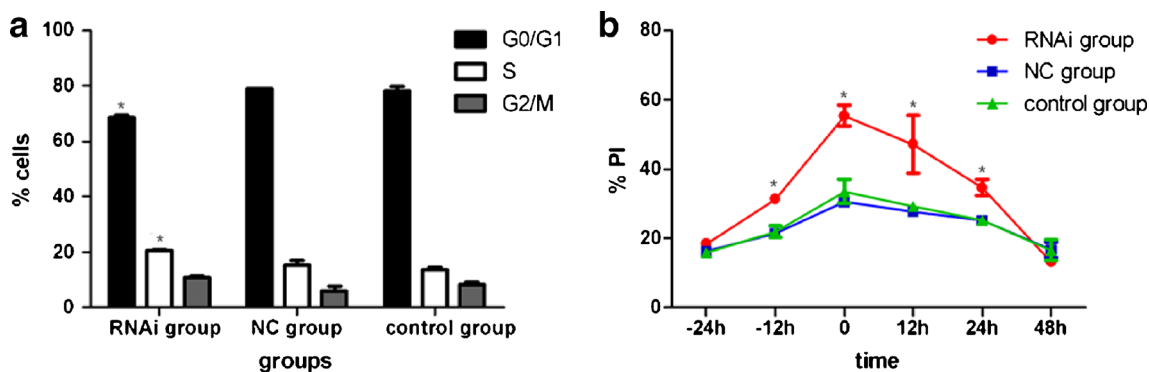 a
100
80
60
40
20
0
% cells
G0/G1
S
G2/M
*
*
RNAi group
NC group
control group
groups
b
80
60
40
20
0
% PI
RNAi group
NC group
control group
*
*
*
*
-24h
-12h
0
12h
24h
48h
time